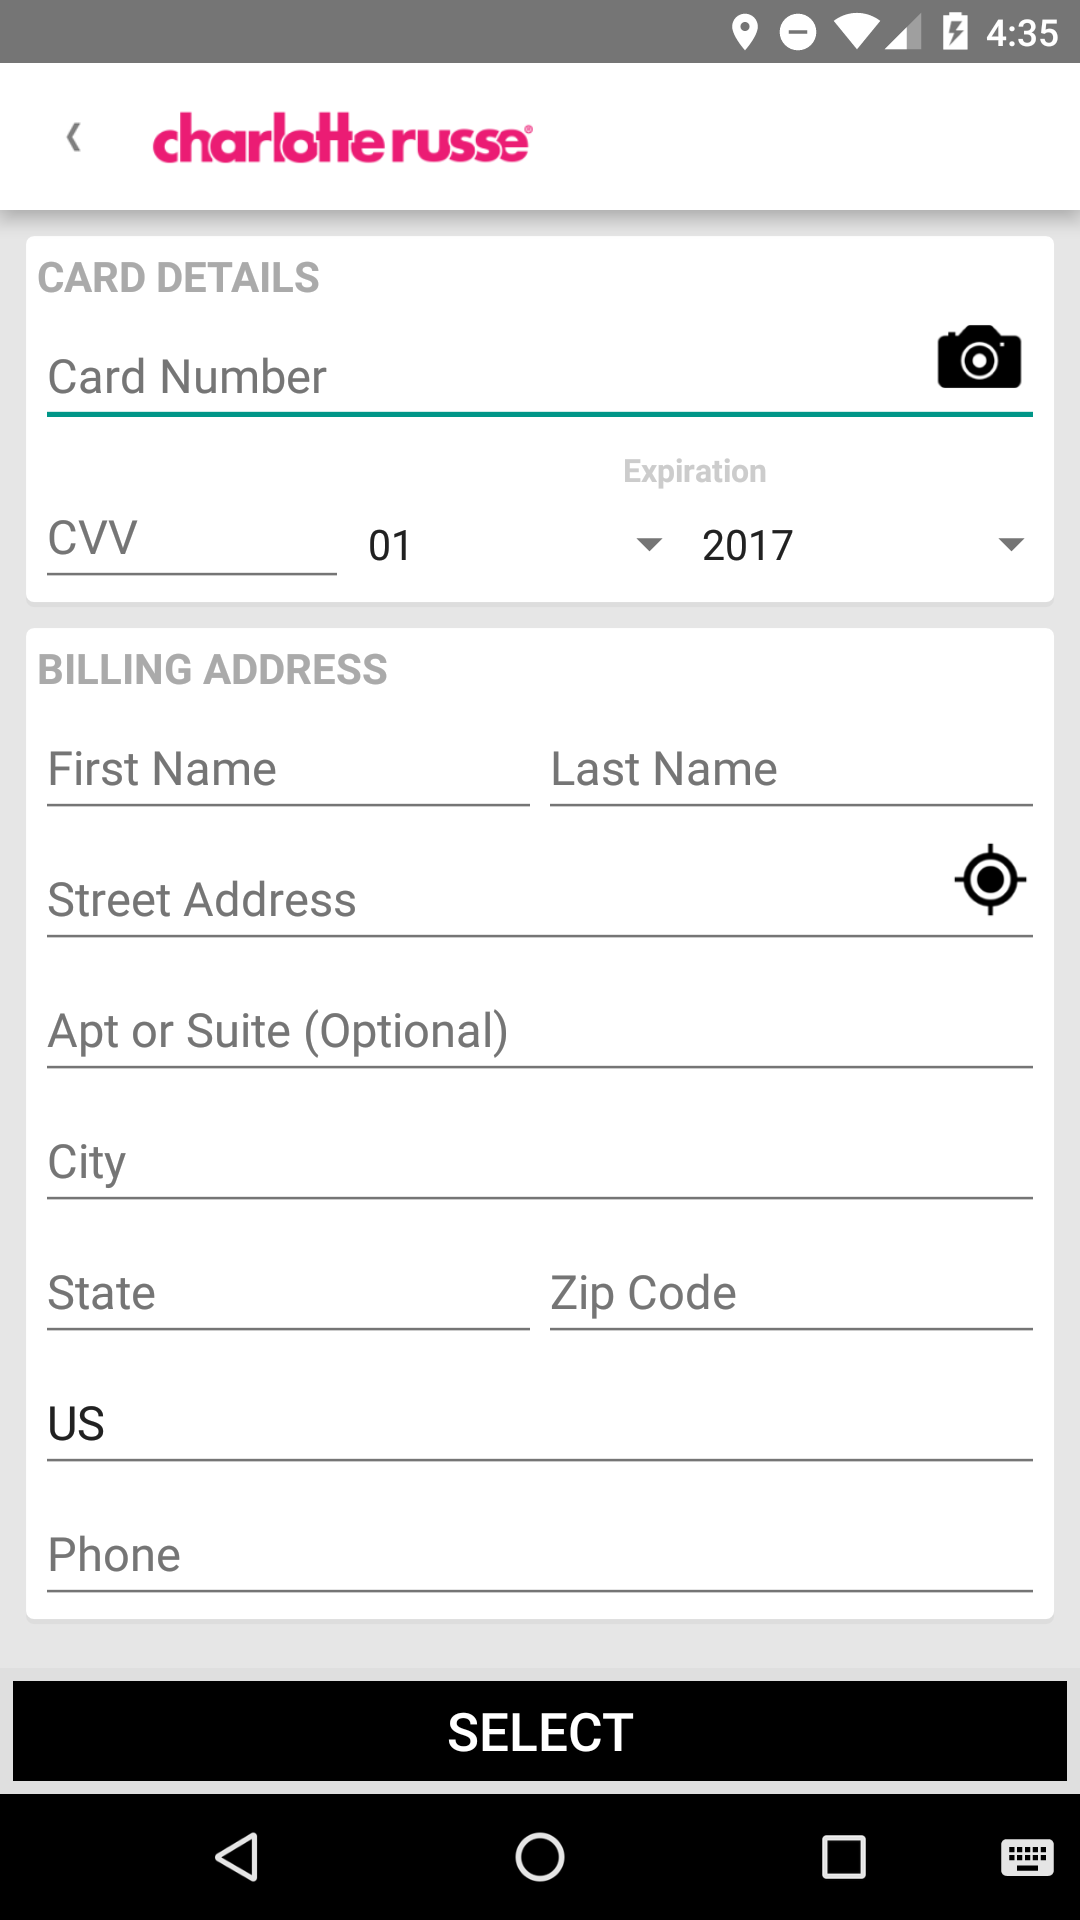 4:35
charlotte russe®
CARD DETAILS
Card Number
Expiration
CVV
01
2017
BILLING ADDRESS
First Name
Last Name
Street Address
Apt or Suite (Optional)
City
State
Zip Code
US
Phone
SELECT